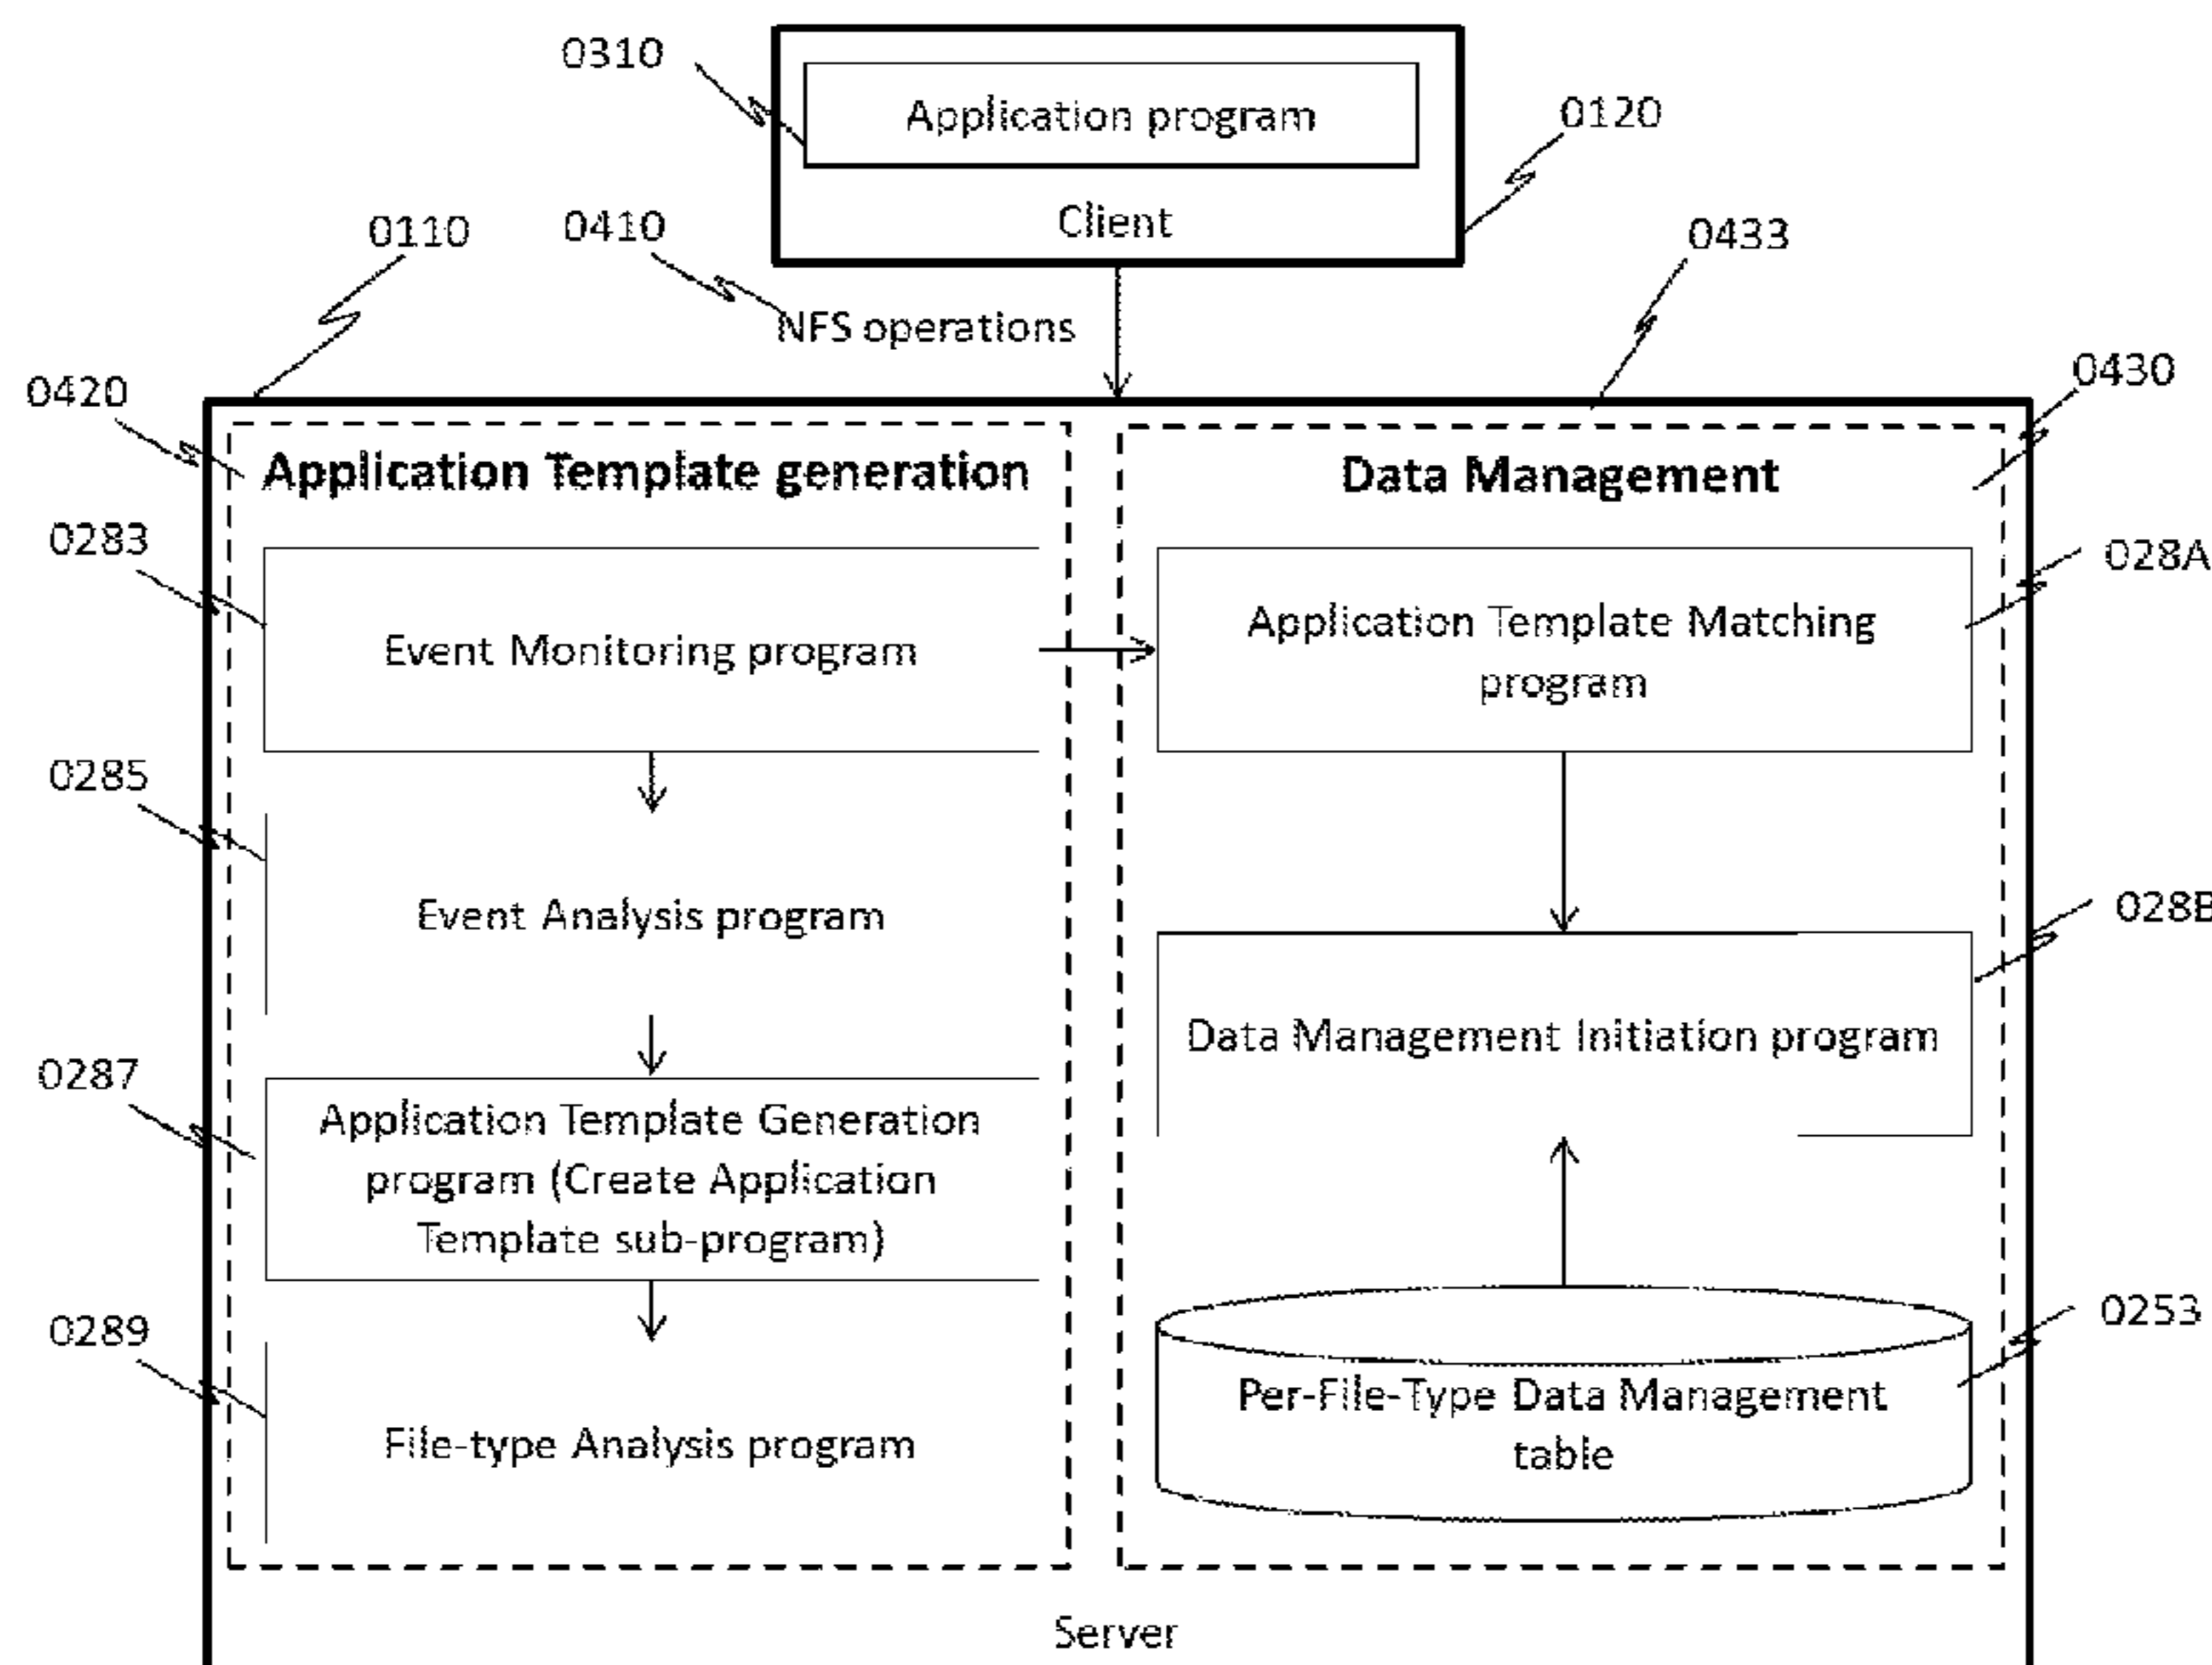 0310
Application program
0120
Client
0110
0410
0433
NFS operations
0420
0430
Application Template generation
Data Management
0283
028A
Event Monitoring program
Application Template Matching
program
0285
028B
Event Analysis program
Data Management Initiation program
0287
Application Template Generation
program (Create Application
Template sub-program)
0289
0253
File-type Analysis program
Per-File-Type Data Management
table
Server